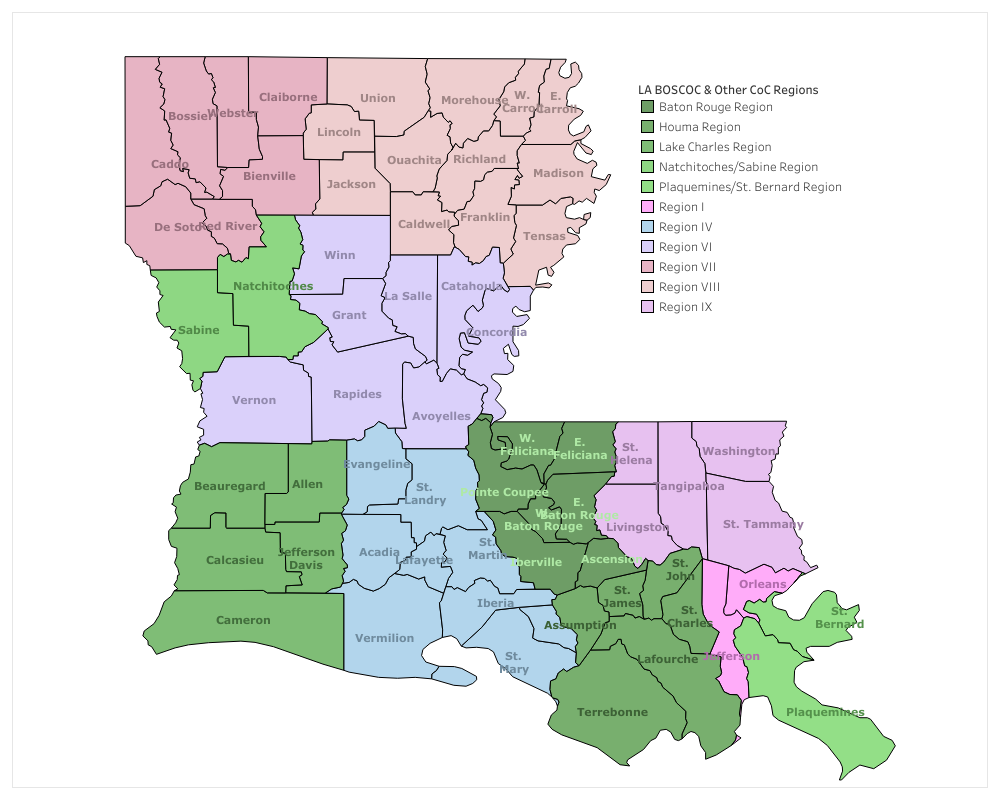 LA BOSCOC & Other CoC Regions
Baton Rouge Region
Houma Region
Lake Charles Region
Natchitoches/Sabine Region
Plaquemines/St. Bernard Region
Region I
Region IV
Region VI
Region VII
Region VIII
Region IX
Caddo
Bossier
Webster
Claiborne
Union
Morehouse
W.
Carroll
E.
Carroll
Lincoln
Bienville
Jackson
Ouachita
Richland
Madison
De Soto
Red River
Caldwell
Franklin
Tensas
Winn
Natchitoches
Sabine
Grant
La Salle
Catahoula
Concordia
Vernon
Rapides
Avoyelles
Beauregard
Allen
Evangeline
St.
Landry
W.
Feliciana
E.
Feliciana
St.
Helena
Washington
Tangipahoa
Pointe Coupee
W.
Baton Rouge
E.
Baton Rouge
Livingston
St. Tammany
Calcasieu
Jefferson
Davis
Acadia
Lafayette
St.
Martin
Iberville
Ascension
St.
John
Orleans
Cameron
Vermilion
Iberia
St.
Mary
Assumption
St.
James
St.
Charles
St.
Bernard
Lafourche
Jefferson
Terrebonne
Plaquemines